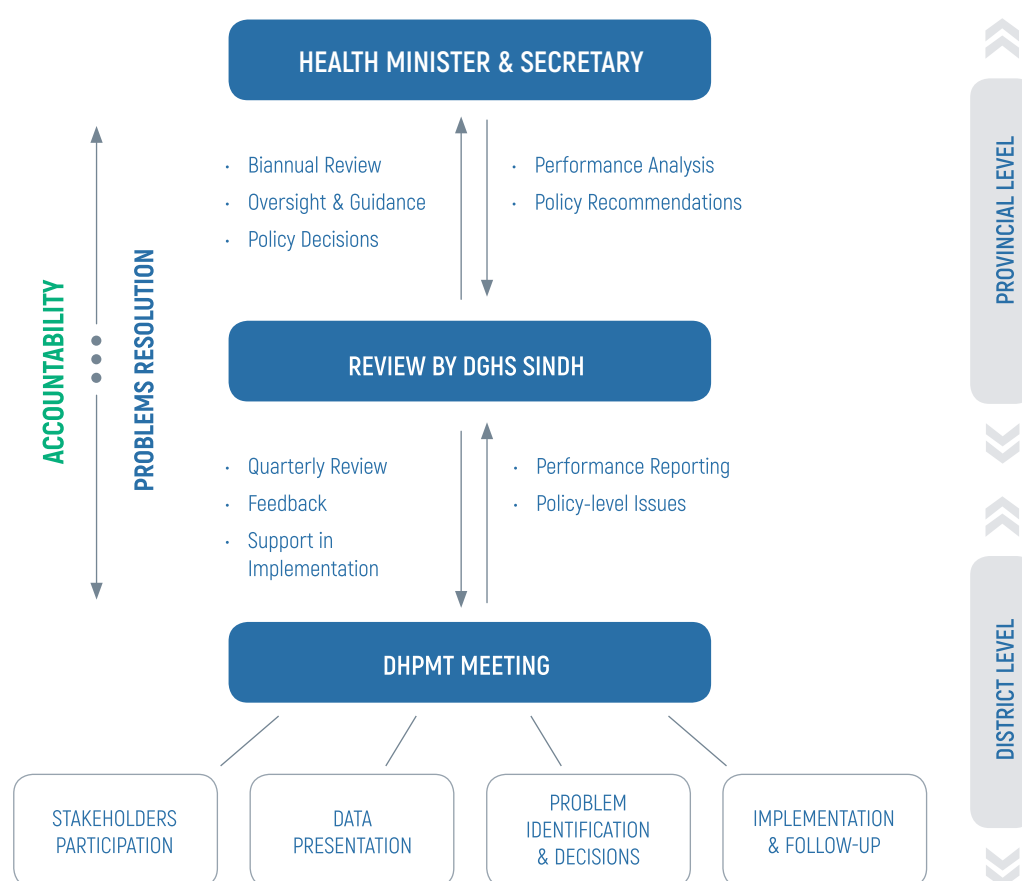 HEALTH MINISTER & SECRETARY
· Biannual Review
· Oversight & Guidance
· Policy Decisions
· Performance Analysis
· Policy Recommendations
ACCOUNTABILITY
PROBLEMS RESOLUTION
PROVINCIAL LEVEL
REVIEW BY DGHS SINDH
· Quarterly Review
· Feedback
· Support in
Implementation
· Performance Reporting
· Policy-level Issues
DISTRICT LEVEL
DHPMT MEETING
STAKEHOLDERS
PARTICIPATION
DATA
PRESENTATION
PROBLEM
IDENTIFICATION
& DECISIONS
IMPLEMENTATION
& FOLLOW-UP